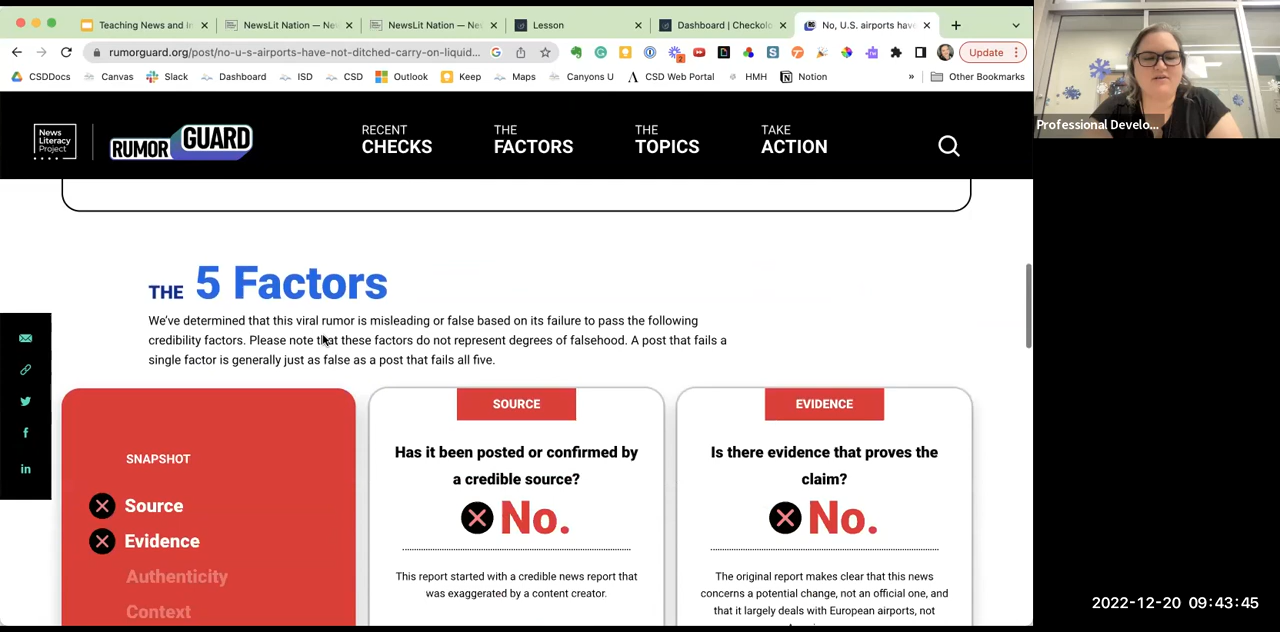 Teaching News and In
NewsLit Nation — New
NewsLit Nation — New
Lesson
Dashboard | Checkolo
No, U.S. airports have
rumorguard.org/post/no-u-s-airports-have-not-ditched-carry-on-liquid...
Update
CSDDocs
Canvas
Slack
Dashboard
ISD
CSD
Outlook
Keep
Maps
Canyons U
CSD Web Portal
HMH
Notion
»
Other Bookmarks
News
Literacy
Project
RUMOR GUARD
RECENT
CHECKS
THE
FACTORS
THE
TOPICS
TAKE
ACTION
Professional Develo...
THE 5 Factors
We've determined that this viral rumor is misleading or false based on its failure to pass the following
credibility factors. Please note that these factors do not represent degrees of falsehood. A post that fails a
single factor is generally just as false as a post that fails all five.
SNAPSHOT
Source
Evidence
Authenticity
Context
SOURCE
Has it been posted or confirmed by
a credible source?
No.
This report started with a credible news report that
was exaggerated by a content creator.
EVIDENCE
Is there evidence that proves the
claim?
No.
The original report makes clear that this news
concerns a potential change, not an official one, and
that it largely deals with European airports, not
2022-12-20 09:43:45